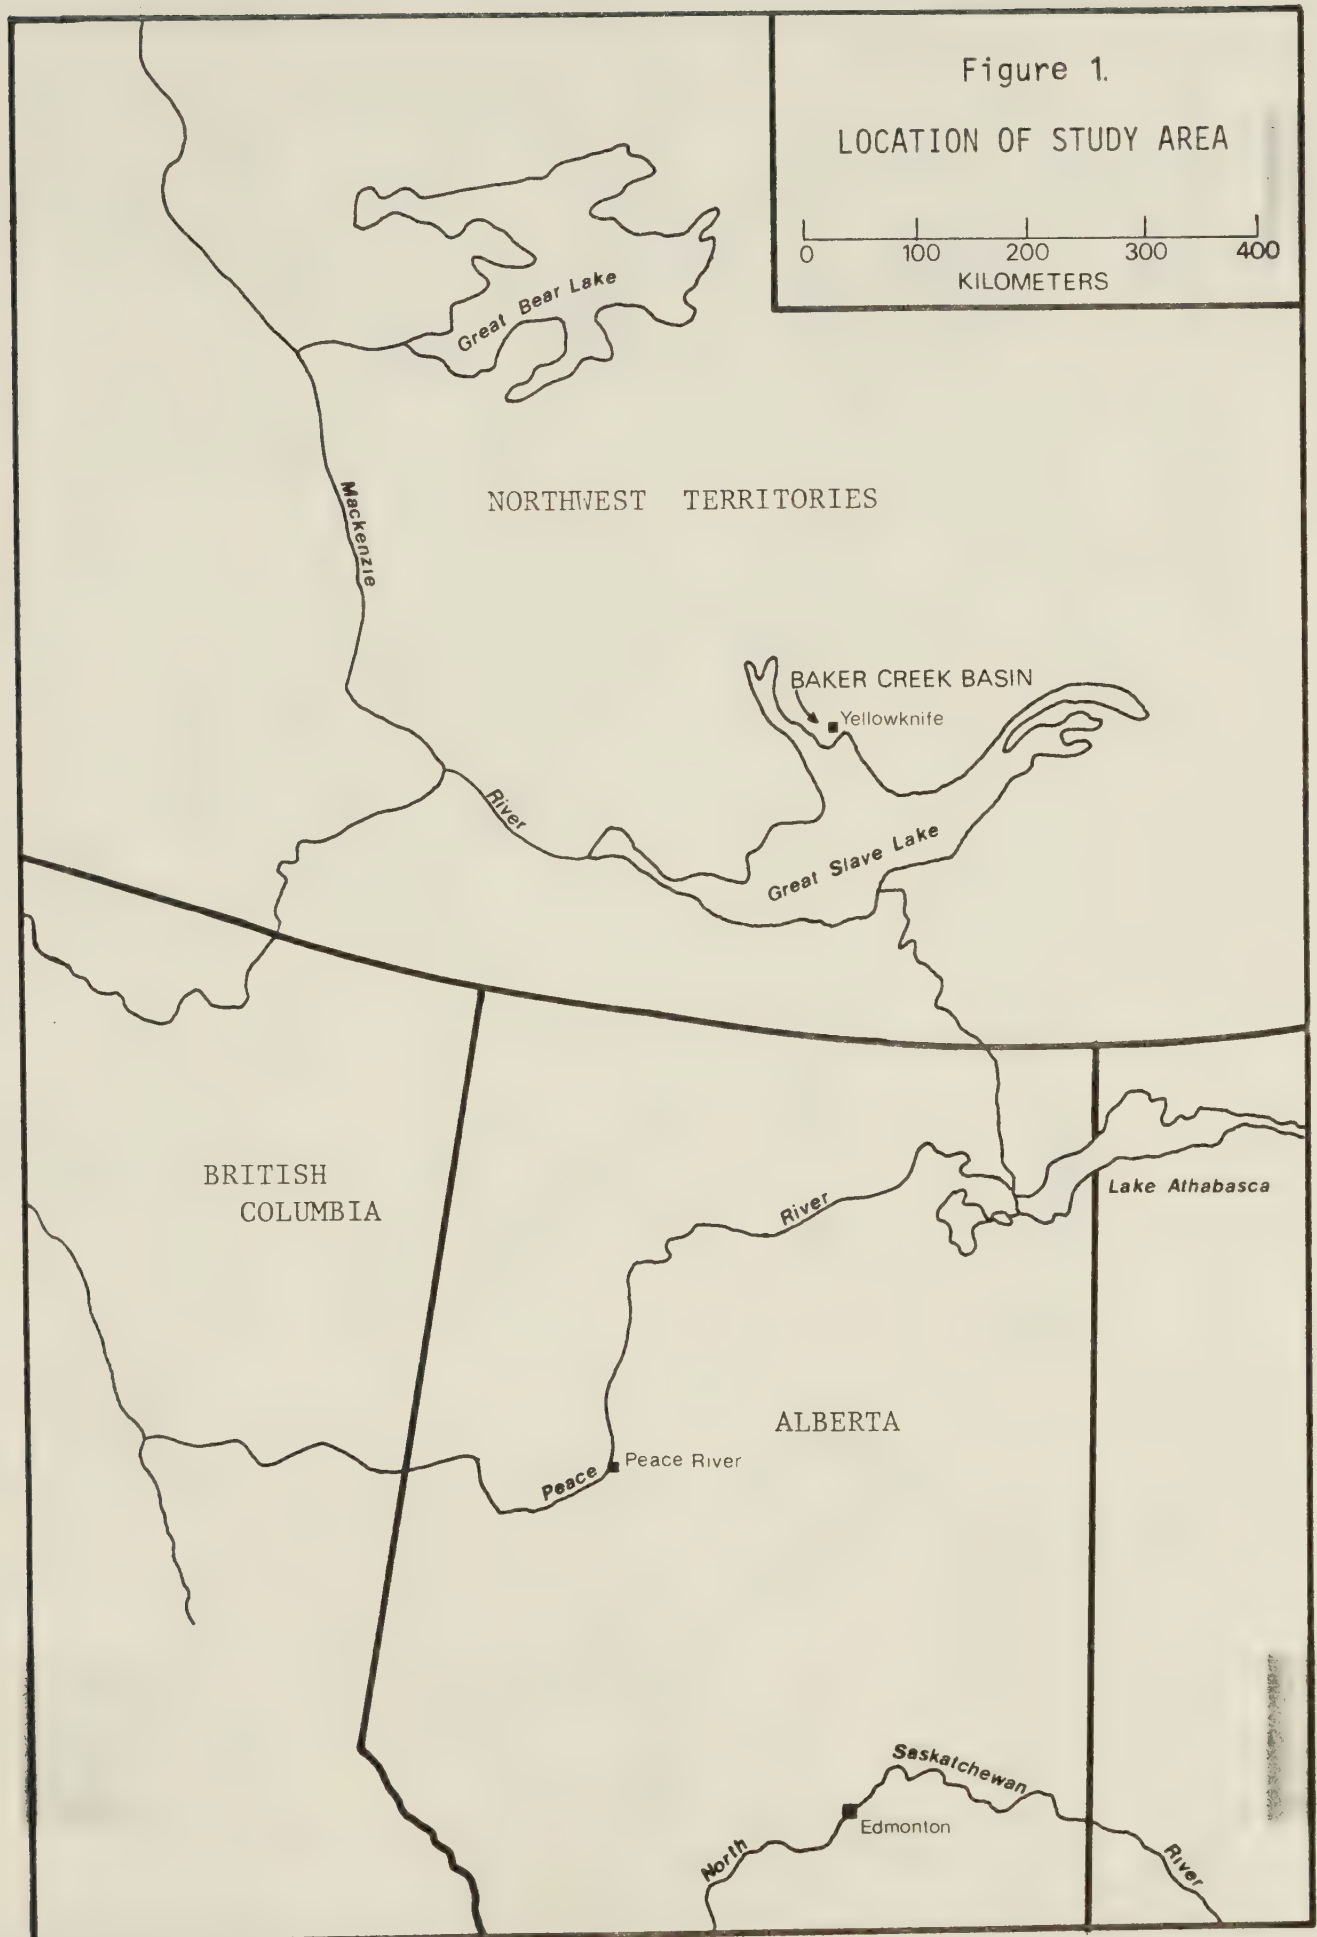 Figure 1.
LOCATION OF STUDY AREA
0 100 200 300 400
KILOMETERS
Great Bear Lake
Mackenzie
NORTHWEST TERRITORIES
BAKER CREEK BASIN
Yellowknife
River
Great Slave Lake
BRITISH
COLUMBIA
River
Lake Athabasca
ALBERTA
Peace
Peace River
Saskatchewan
Edmonton
North
River